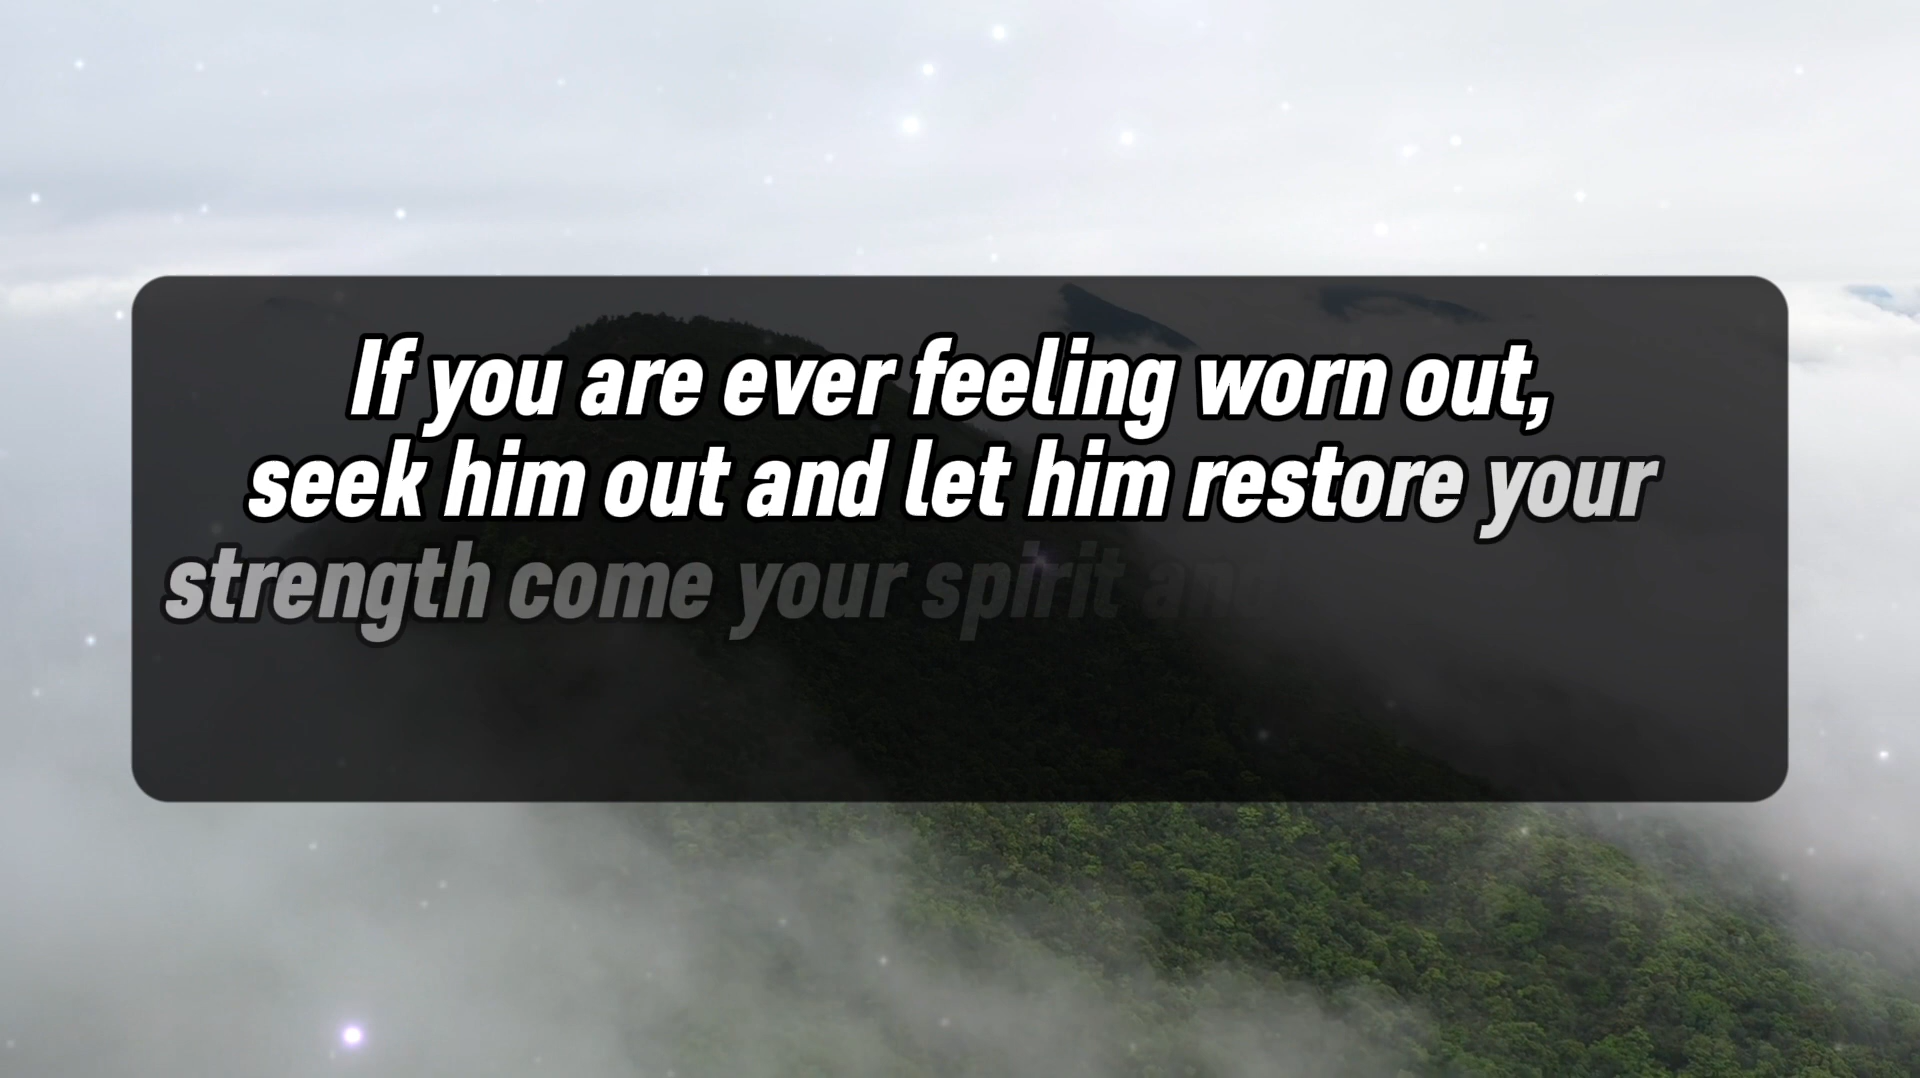 If you are ever feeling worn out,
seek him out and let him restore your
strength come your spirit and